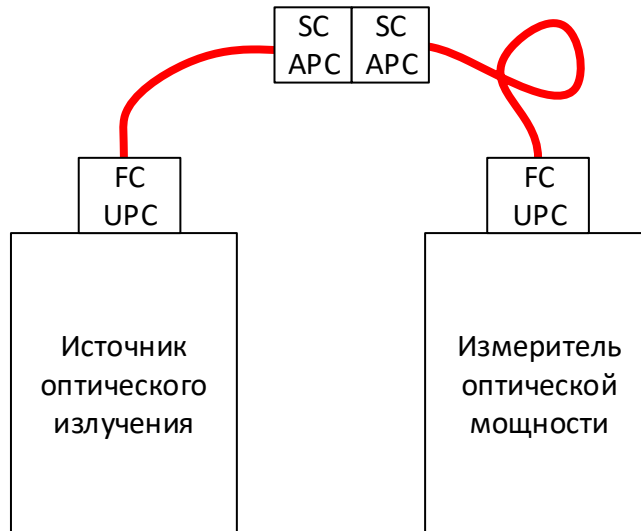 SC
APC
SC
APC
FC
UPC
FC
UPC
Источник
оптического
излучения
Измеритель
оптической
мощности